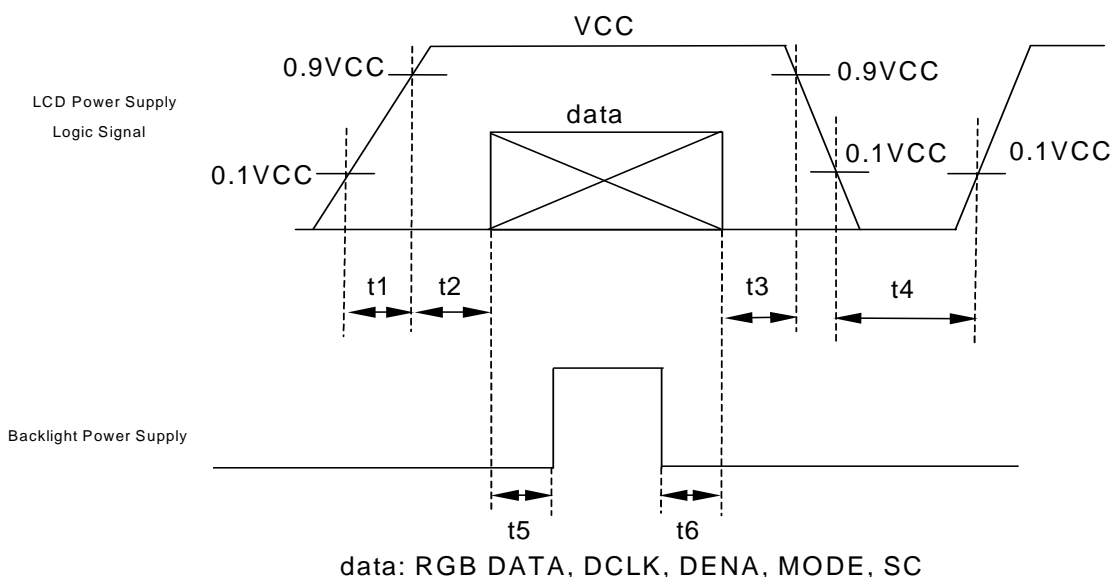 VCC
0.9VCC
0.9VCC
LCD Power Supply
Logic Signal
data
0.1VCC
0.1VCC
0.1VCC
t1
t2
t3
t4
Backlight Power Supply
t5
t6
data: RGB DATA, DCLK, DENA, MODE, SC